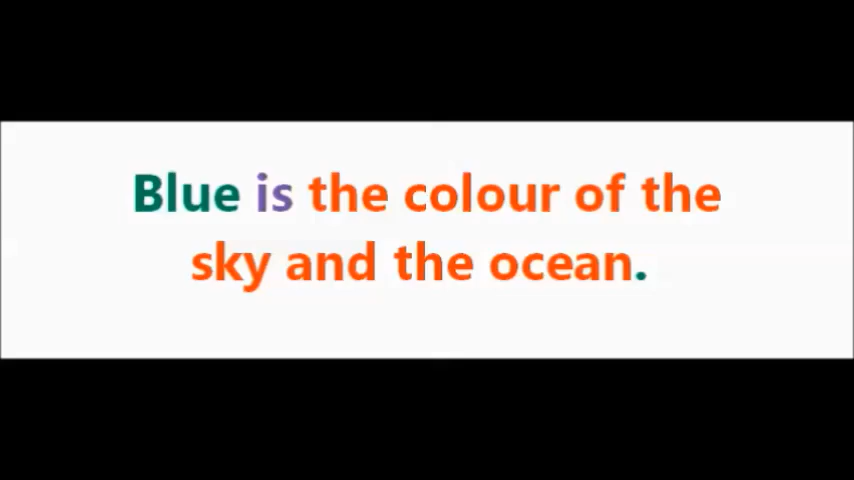 Blue is the colour of the
sky and the ocean.